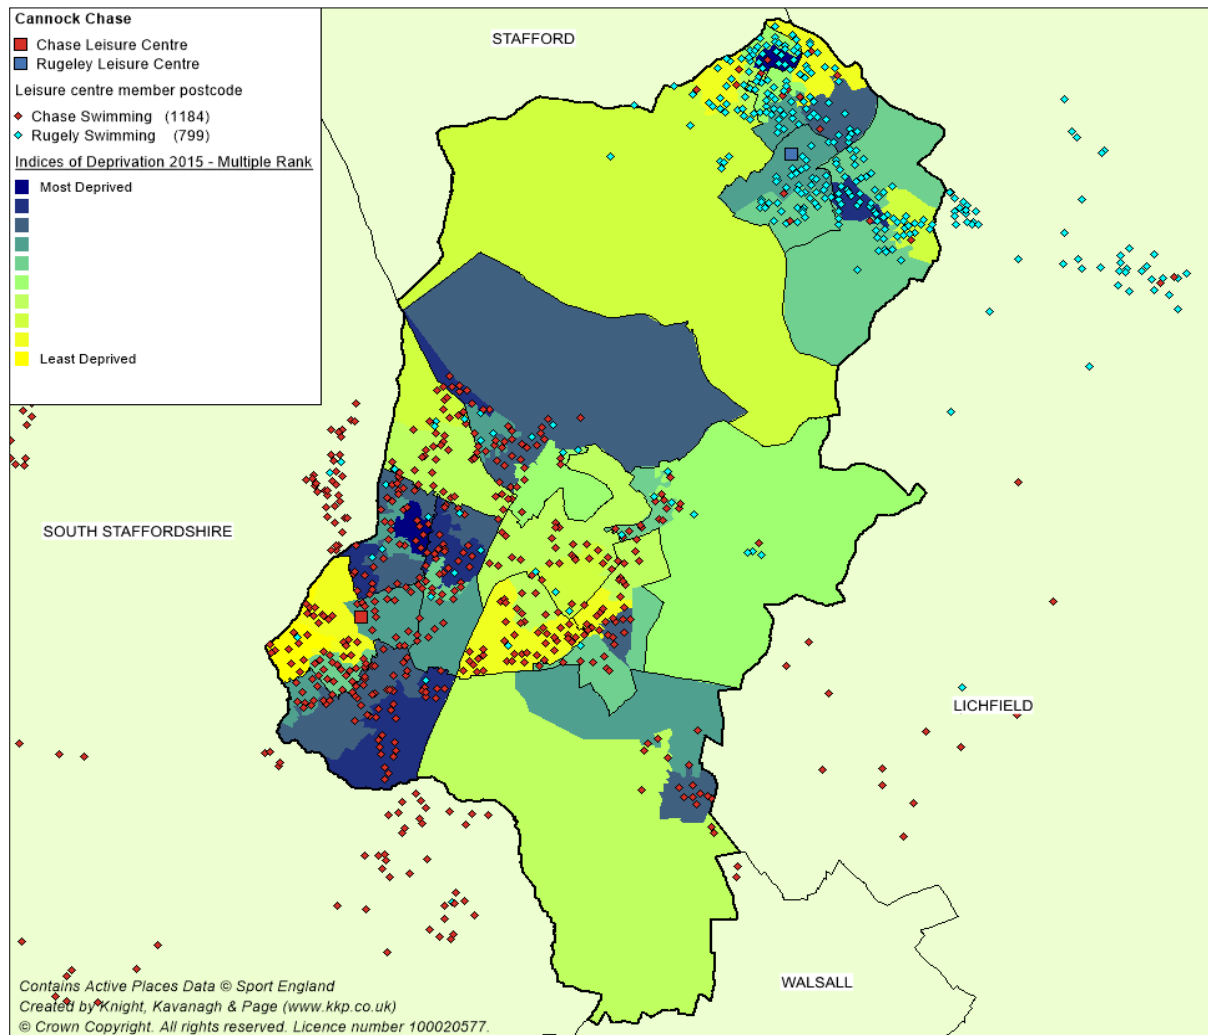 Cannock Chase
Chase Leisure Centre
Rugeley Leisure Centre
Leisure centre member postcode
Chase Swimming (1184)
Rugely Swimming (799)
Indices of Deprivation 2015 - Multiple Rank
Most Deprived
Least Deprived
STAFFORD
SOUTH STAFFORDSHIRE
LICHFIELD
WALSALL
Contains Active Places Data © Sport England
Created by Knight, Kavanagh & Page (www.kkp.co.uk)
© Crown Copyright. All rights reserved. Licence number 100020577.